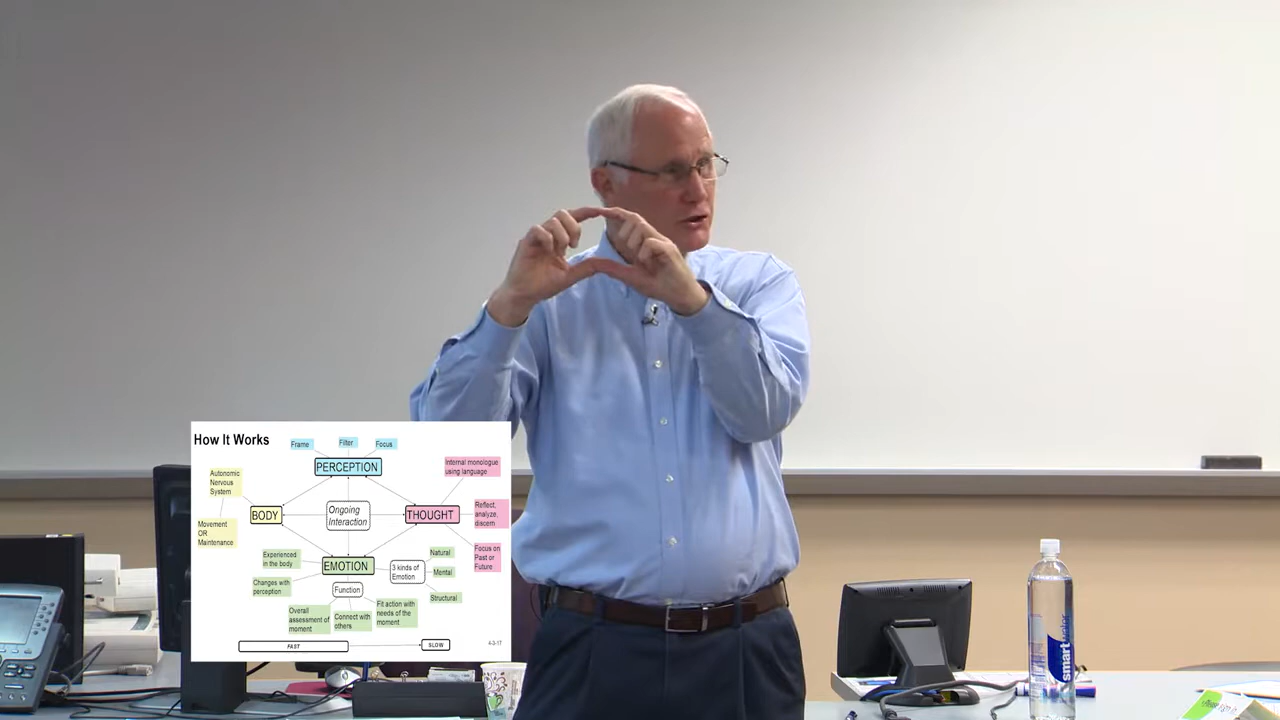 How It Works
Frame
Filter
Focus
PERCEPTION
Internal monologue
using language
Autonomic
Nervous
System
BODY
Ongoing
Interaction
THOUGHT
Reflect,
analyze,
discern
Movement
OR
Maintenance
Experienced
in the body
EMOTION
3 kinds of
Emotion
Natural
Mental
Structural
Focus on
Past or
Future
Changes with
perception
Function
Overall
assessment of
moment
Connect with
others
Fit action with
needs of the
moment
FAST
SLOW
4-3-17
smart